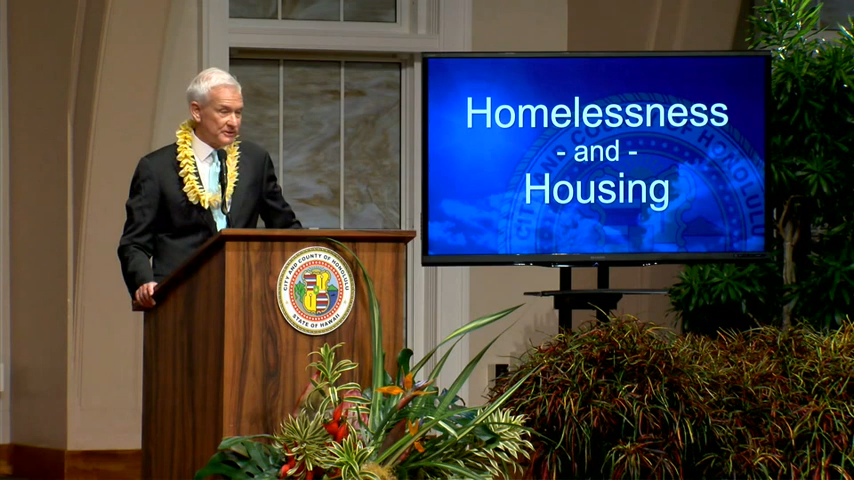 Homelessness
- and -
Housing
CITY AND COUNTY OF HONOLULU
STATE OF HAWAII